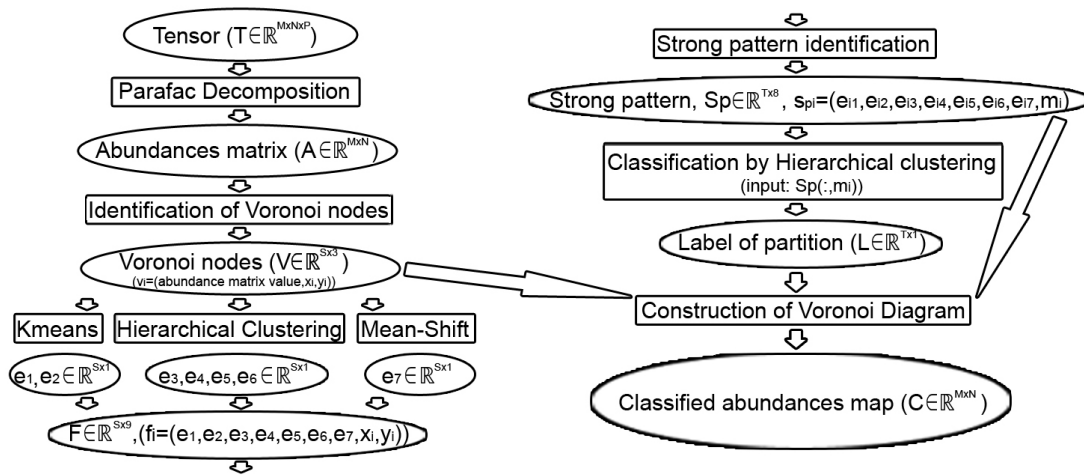 Tensor (T∈ℝ^MxNxP)
Parafac Decomposition
Abundances matrix (A∈ℝ^MxN)
Identification of Voronoi nodes
Voronoi nodes (V∈ℝ^Sx3)
(vi=(abundance matrix value,xi,yi))
Kmeans
Hierarchical Clustering
Mean-Shift
e1,e2∈ℝ^Sx1
e3,e4,e5,e6∈ℝ^Sx1
e7∈ℝ^Sx1
F∈ℝ^Sx9,(fi=(e1,e2,e3,e4,e5,e6,e7,xi,yi))
Strong pattern identification
Strong pattern, Sp∈ℝ^Tx8, spi=(ei1,ei2,ei3,ei4,ei5,ei6,ei7,mi)
Classification by Hierarchical clustering
(input: Sp(:,mi))
Label of partition (L∈ℝ^Tx1)
Construction of Voronoi Diagram
Classified abundances map (C∈ℝ^MxN)